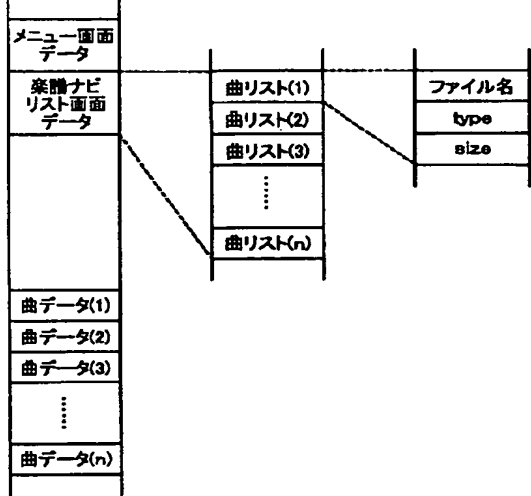 メニュー画面
データ
楽譜ナビ
リスト画面
データ
曲データ(1)
曲データ(2)
曲データ(3)
曲データ(n)
曲リスト(1)
曲リスト(2)
曲リスト(3)
曲リスト(n)
ファイル名
type
size